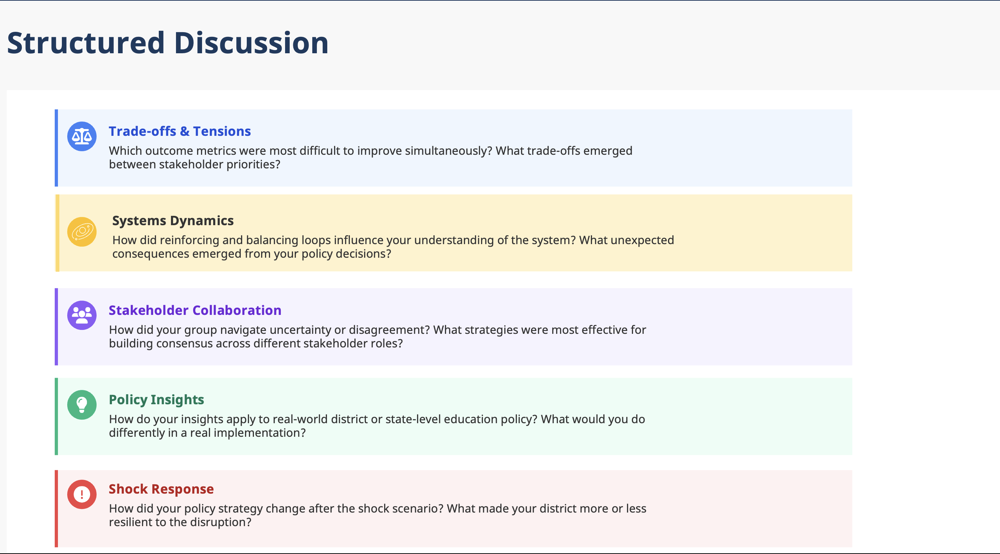 Structured Discussion
Trade-offs & Tensions
Which outcome metrics were most difficult to improve simultaneously? What trade-offs emerged
between stakeholder priorities?
Systems Dynamics
How did reinforcing and balancing loops influence your understanding of the system? What unexpected
consequences emerged from your policy decisions?
Stakeholder Collaboration
How did your group navigate uncertainty or disagreement? What strategies were most effective for
building consensus across different stakeholder roles?
Policy Insights
How do your insights apply to real-world district or state-level education policy? What would you do
differently in a real implementation?
Shock Response
How did your policy strategy change after the shock scenario? What made your district more or less
resilient to the disruption?